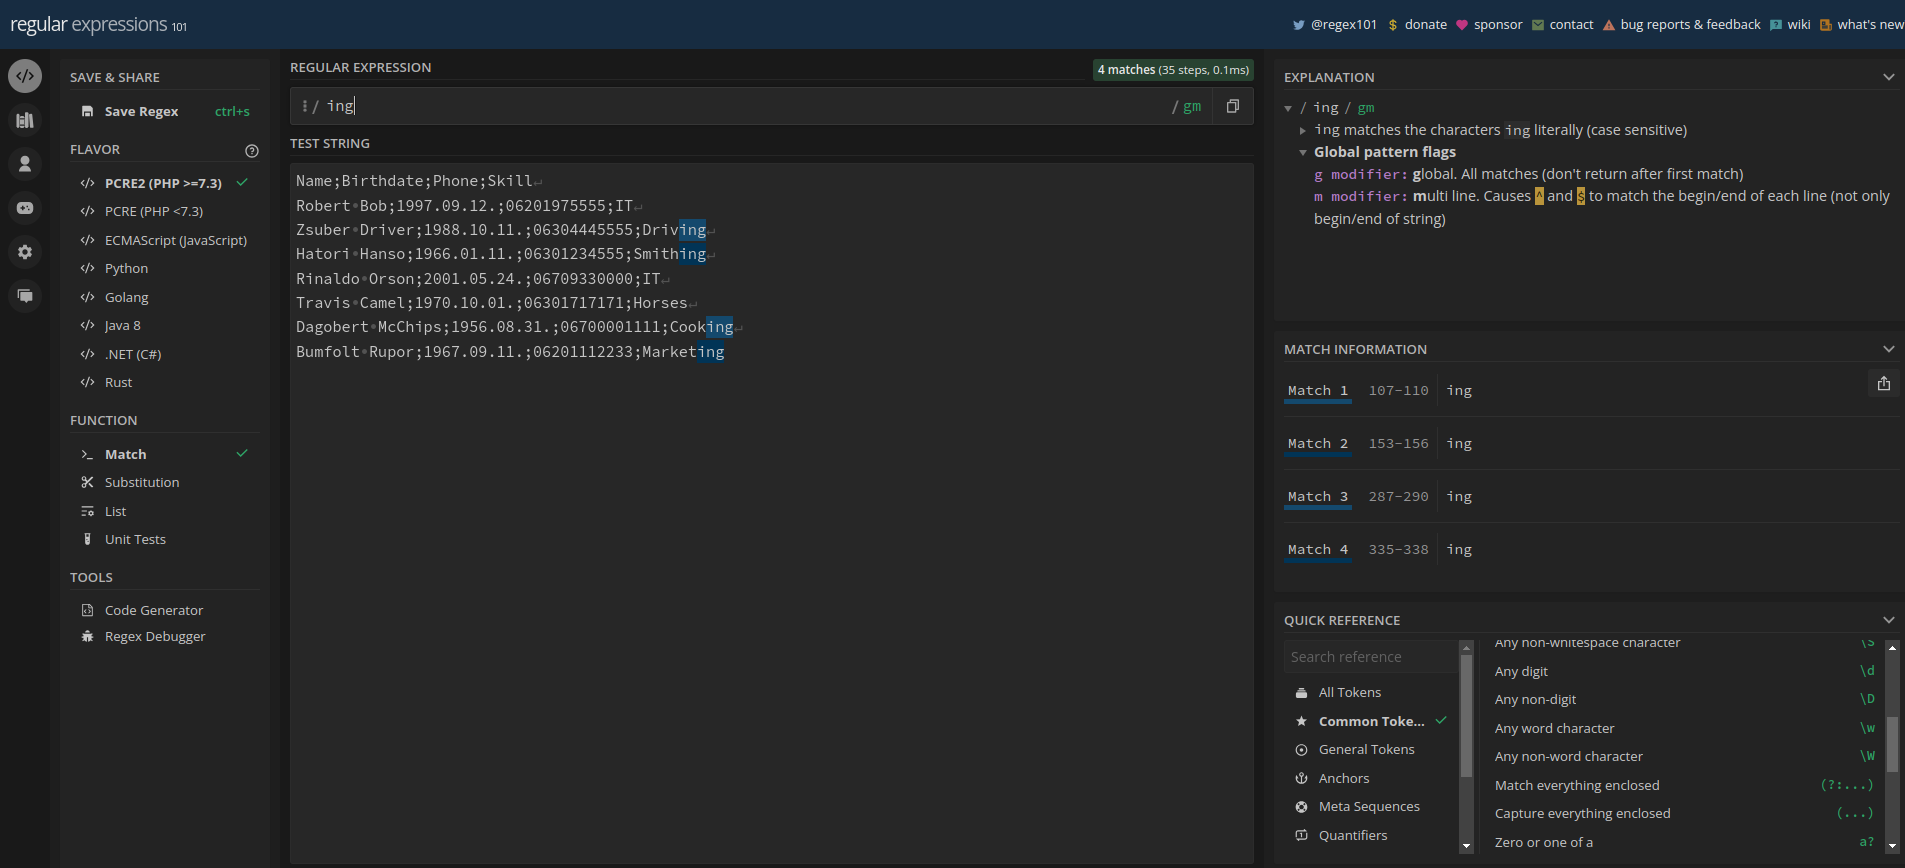 regular expressions 101
@regex101 $ donate sponsor contact bug reports & feedback wiki what's new
SAVE & SHARE
Save Regex ctrl+s
FLAVOR
PCRE2 (PHP >=7.3)
PCRE (PHP <7.3)
ECMAScript (JavaScript)
Python
Golang
Java 8
.NET (C#)
Rust
FUNCTION
Match
Substitution
List
Unit Tests
TOOLS
Code Generator
Regex Debugger
REGULAR EXPRESSION
4 matches (35 steps, 0.1ms)
/ ing / gm
TEST STRING
Name;Birthdate;Phone;Skill↵
Robert•Bob;1997.09.12.;06201975555;IT↵
Zsuber•Driver;1988.10.11.;06304445555;Driving↵
Hatori•Hanso;1966.01.11.;06301234555;Smithing↵
Rinaldo•Orson;2001.05.24.;06709330000;IT↵
Travis•Camel;1970.10.01.;06301717171;Horses↵
Dagobert•McChips;1956.08.31.;06700001111;Cooking↵
Bumfolt•Rupor;1967.09.11.;06201112233;Marketing
EXPLANATION
/ ing / gm
ing matches the characters ing literally (case sensitive)
Global pattern flags
g modifier: global. All matches (don't return after first match)
m modifier: multi line. Causes ^ and $ to match the begin/end of each line (not only
begin/end of string)
MATCH INFORMATION
Match 1 107-110 ing
Match 2 153-156 ing
Match 3 287-290 ing
Match 4 335-338 ing
QUICK REFERENCE
Search reference
All Tokens
Common Toke...
General Tokens
Anchors
Meta Sequences
Quantifiers
Any non-whitespace character \S
Any digit \d
Any non-digit \D
Any word character \w
Any non-word character \W
Match everything enclosed (?:...)
Capture everything enclosed (...)
Zero or one of a a?